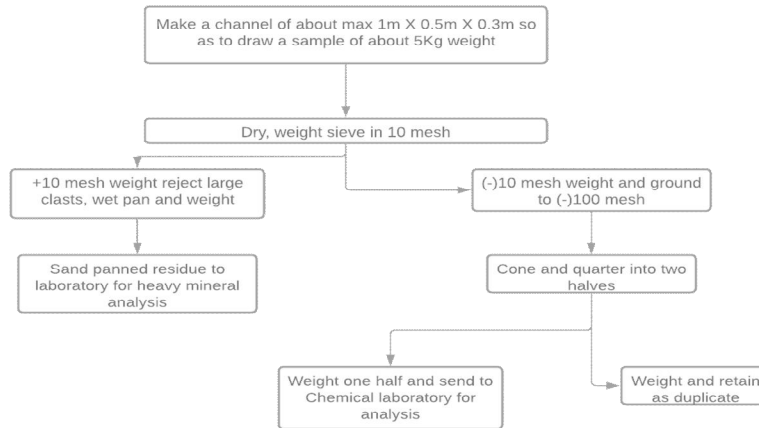 Make a channel of about max 1m X 0.5m X 0.3m so
as to draw a sample of about 5Kg weight
Dry, weight sieve in 10 mesh
+10 mesh weight reject large
clasts, wet pan and weight
(-)10 mesh weight and ground
to (-)100 mesh
Sand panned residue to
laboratory for heavy mineral
analysis
Cone and quarter into two
halves
Weight one half and send to
Chemical laboratory for
analysis
Weight and retain
as duplicate